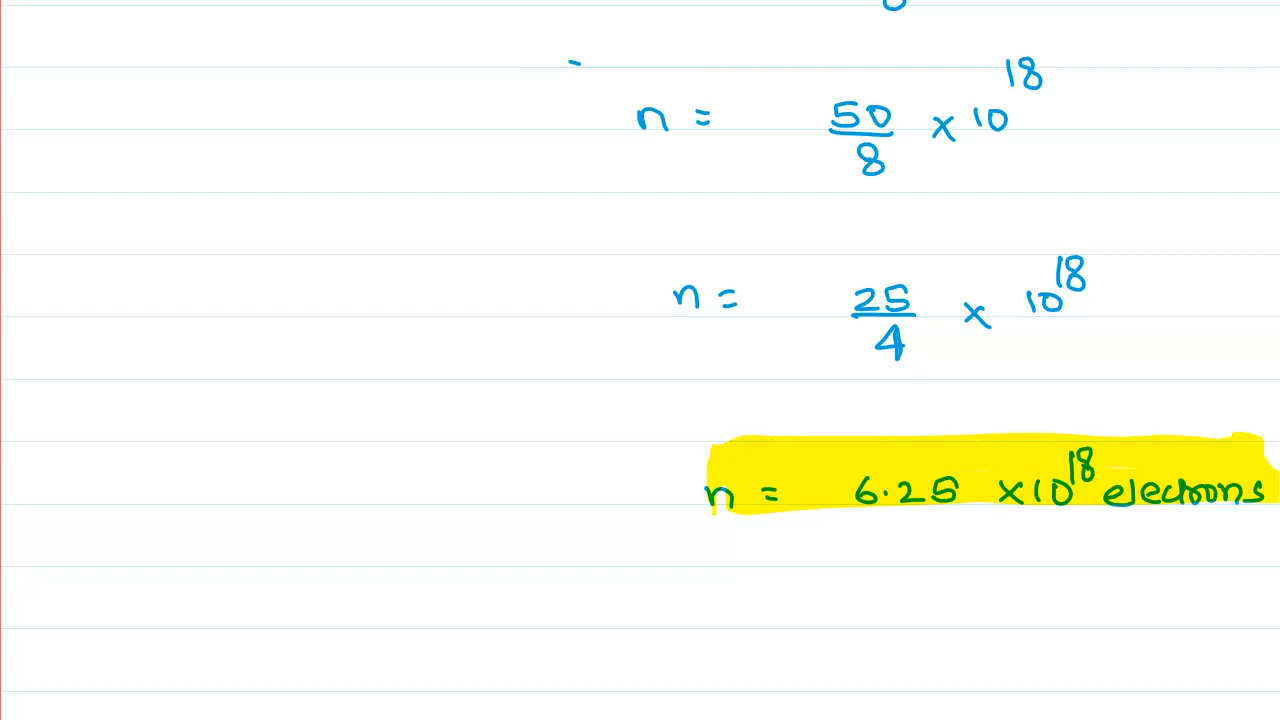 n = 50/8 × 10^18
n = 25/4 × 10^18
n = 6.25 × 10^18 electrons